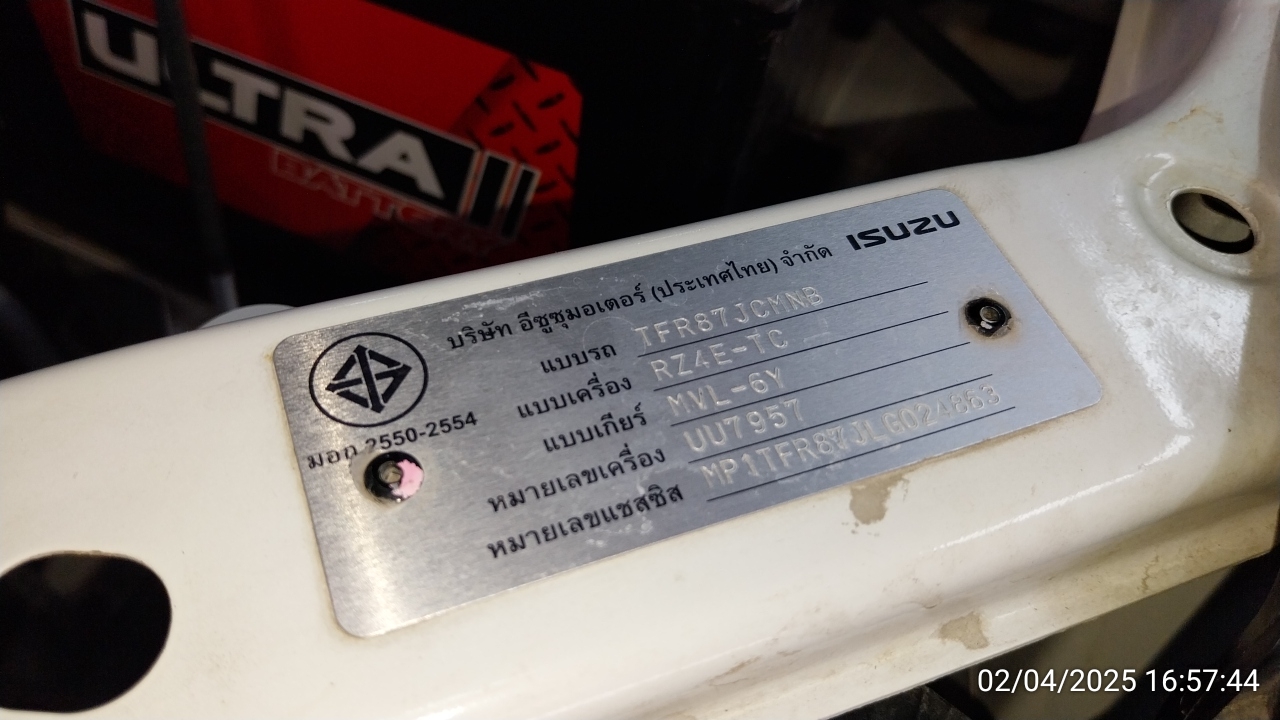 ULTRA
BATTERY
ISUZU
บริษัท อีซูซุมอเตอร์ (ประเทศไทย) จำกัด
มอก.2550-2554
แบบรถ TFR87JCMNB
แบบเครื่อง RZ4E-TC
แบบเกียร์ MVL-6Y
หมายเลขเครื่อง UU7957
หมายเลขแชสซิส MP1TFR87JLG024863
02/04/2025 16:57:44